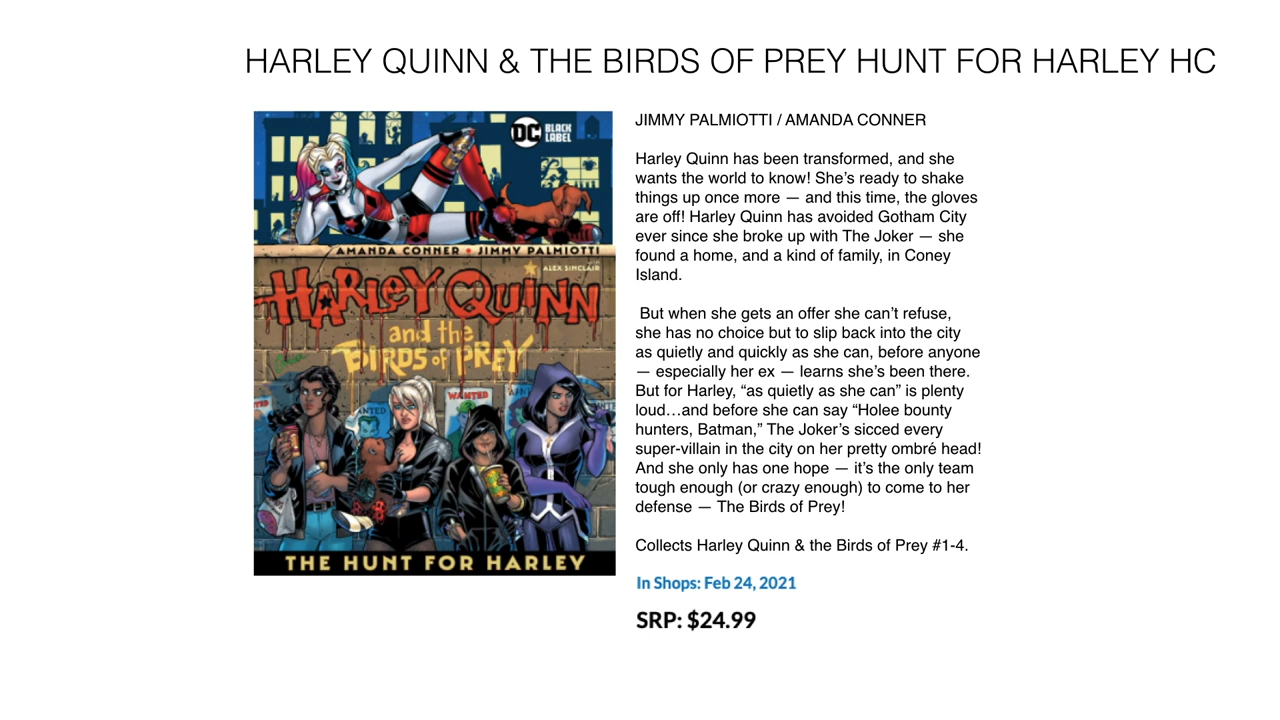 HARLEY QUINN & THE BIRDS OF PREY HUNT FOR HARLEY HC
DC BLACK
LABEL
AMANDA CONNER • JIMMY PALMIOTTI
ALEX SINCLAIR
HARLEY QUINN
and the
BIRDS of PREY
WANTED
ANTED
THE HUNT FOR HARLEY
JIMMY PALMIOTTI / AMANDA CONNER
Harley Quinn has been transformed, and she
wants the world to know! She’s ready to shake
things up once more — and this time, the gloves
are off! Harley Quinn has avoided Gotham City
ever since she broke up with The Joker — she
found a home, and a kind of family, in Coney
Island.
But when she gets an offer she can’t refuse,
she has no choice but to slip back into the city
as quietly and quickly as she can, before anyone
— especially her ex — learns she’s been there.
But for Harley, “as quietly as she can” is plenty
loud…and before she can say “Holee bounty
hunters, Batman,” The Joker’s sicced every
super-villain in the city on her pretty ombré head!
And she only has one hope — it’s the only team
tough enough (or crazy enough) to come to her
defense — The Birds of Prey!
Collects Harley Quinn & the Birds of Prey #1-4.
In Shops: Feb 24, 2021
SRP: $24.99